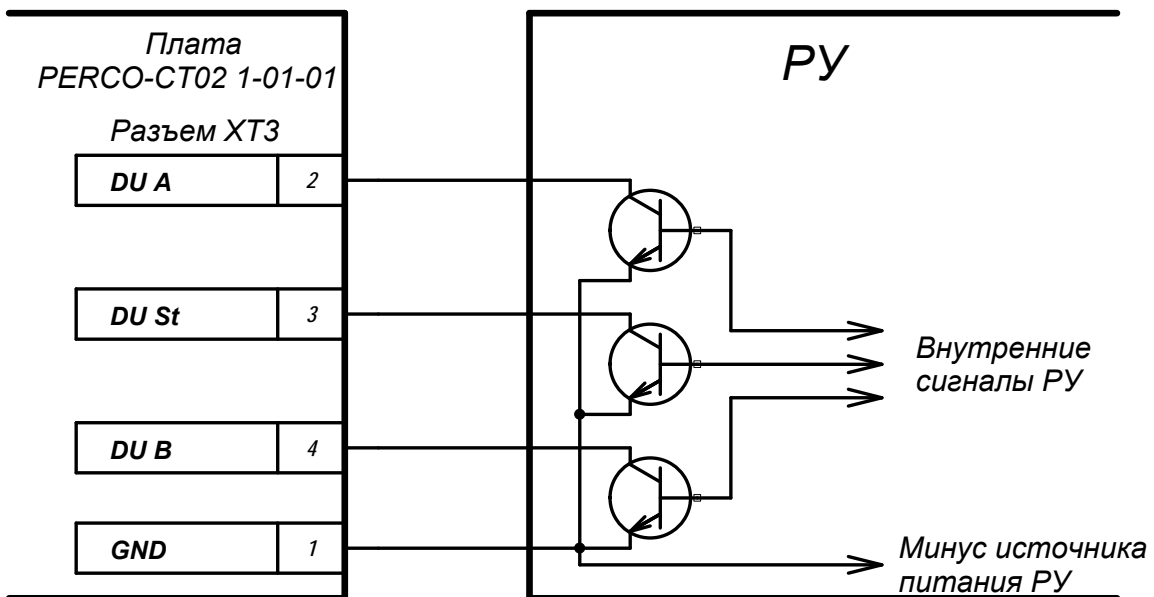 Плата
PERCO-CT02 1-01-01
РУ
Разъем XT3
DU A 2
DU St 3
DU B 4
GND 1
Внутренние
сигналы РУ
Минус источника
питания РУ